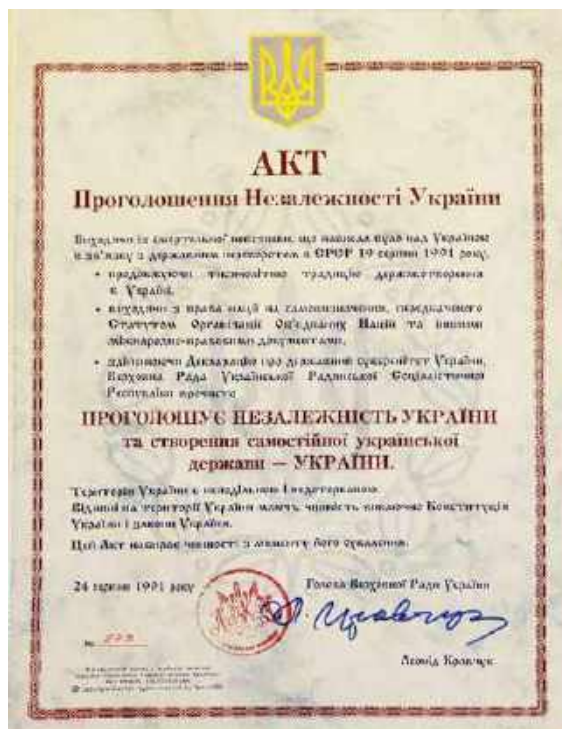 АКТ
Проголошення Незалежності України
Виходячи із смертельної небезпеки, що нависла була над Україною
в зв'язку з державним переворотом в СРСР 19 серпня 1991 року,
• продовжуючи тисячолітню традицію державотворення
в Україні,
• виходячи з права нації на самовизначення, передбаченого
Статутом Організації Об'єднаних Націй та іншими
міжнародно-правовими документами,
• здійснюючи Декларацію про державний суверенітет України,
Верховна Рада Української Радянської Соціалістичної
Республіки урочисто
ПРОГОЛОШУЄ НЕЗАЛЕЖНІСТЬ УКРАЇНИ
та створення самостійної української
держави — УКРАЇНИ.
Територія України є неподільною і недоторканою.
Віднині на території України мають чинність виключно Конституція
України і закони України.
Цей Акт набирає чинності з моменту його схвалення.
24 серпня 1991 року
Голова Верховної Ради України
№
Леонід Кравчук